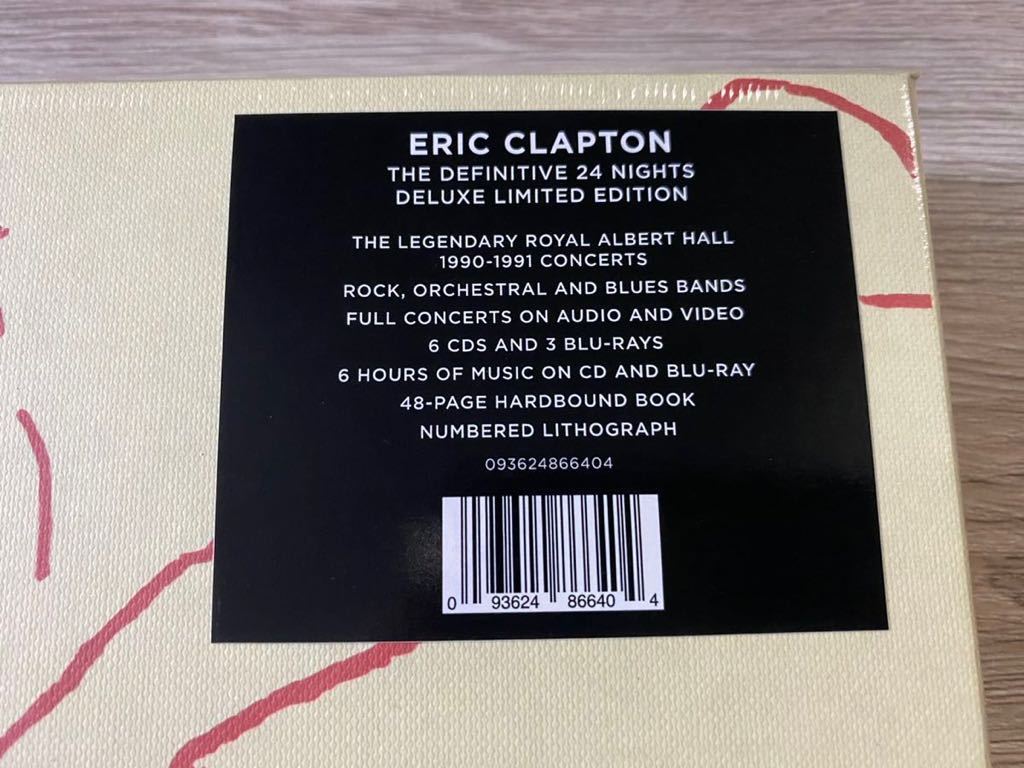 ERIC CLAPTON
THE DEFINITIVE 24 NIGHTS
DELUXE LIMITED EDITION
THE LEGENDARY ROYAL ALBERT HALL
1990-1991 CONCERTS
ROCK, ORCHESTRAL AND BLUES BANDS
FULL CONCERTS ON AUDIO AND VIDEO
6 CDS AND 3 BLU-RAYS
6 HOURS OF MUSIC ON CD AND BLU-RAY
48-PAGE HARDBOUND BOOK
NUMBERED LITHOGRAPH
093624866404
0 93624 86640 4